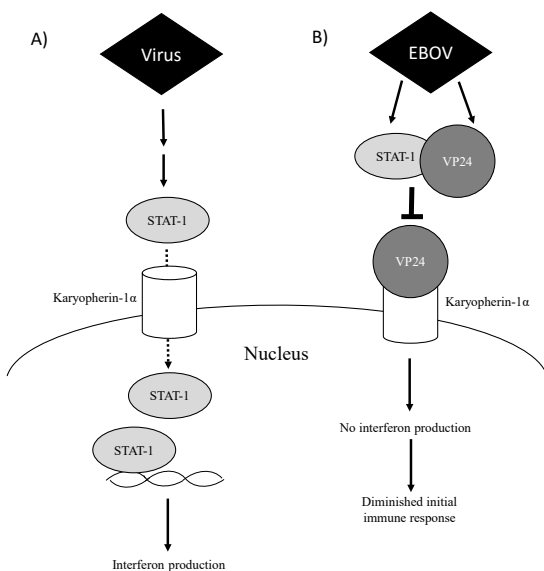 A)
Virus
STAT-1
Karyopherin-1α
Nucleus
STAT-1
STAT-1
Interferon production
B)
EBOV
STAT-1
VP24
VP24
Karyopherin-1α
No interferon production
Diminished initial
immune response